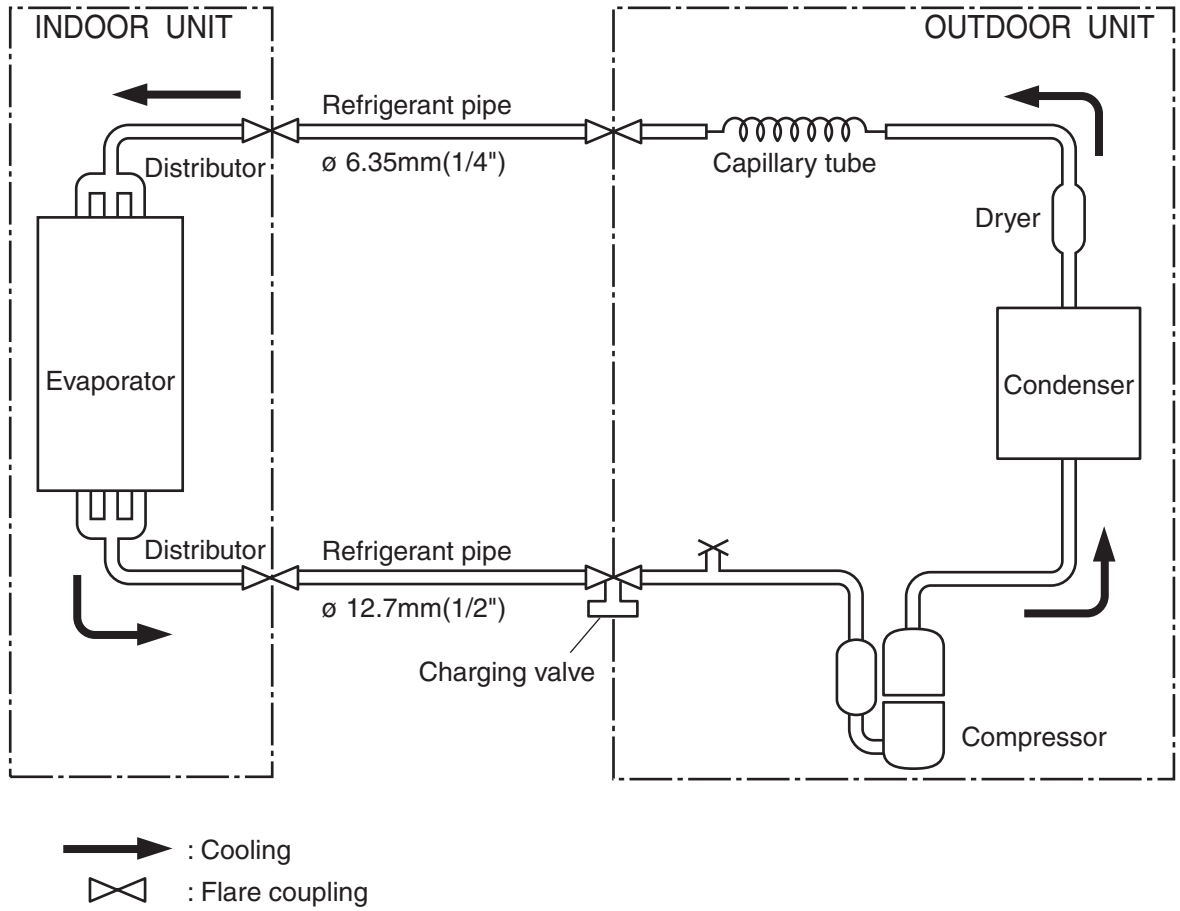 INDOOR UNIT
OUTDOOR UNIT
Refrigerant pipe
ø 6.35mm(1/4")
Distributor
Capillary tube
Dryer
Evaporator
Condenser
Distributor
Refrigerant pipe
ø 12.7mm(1/2")
Charging valve
Compressor
: Cooling
: Flare coupling